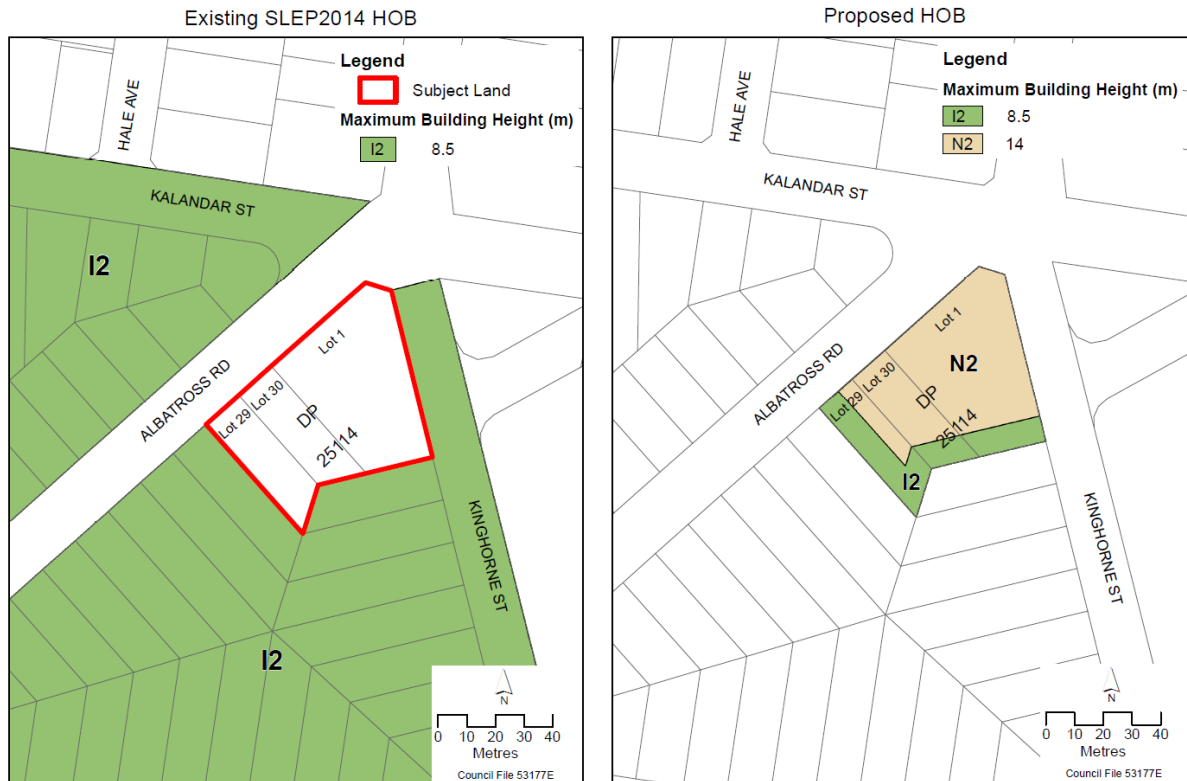 Existing SLEP2014 HOB
Legend
Subject Land
Maximum Building Height (m)
I2 8.5
HALE AVE
KALANDAR ST
I2
ALBATROSS RD
Lot 1
Lot 30
Lot 29
DP
25114
KINGHORNE ST
I2
N
0 10 20 30 40
Metres
Council File 53177E
Proposed HOB
Legend
Maximum Building Height (m)
I2 8.5
N2 14
HALE AVE
KALANDAR ST
ALBATROSS RD
Lot 1
N2
Lot 30
Lot 29
DP
25114
I2
KINGHORNE ST
N
0 10 20 30 40
Metres
Council File 53177E